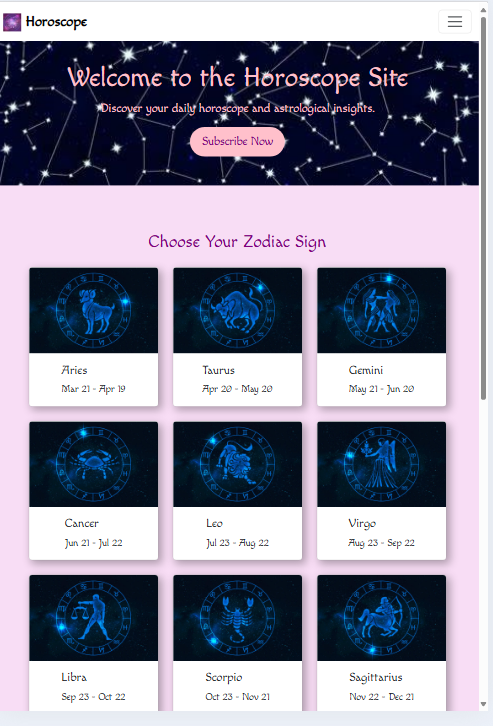 Horoscope
Welcome to the Horoscope Site
Discover your daily horoscope and astrological insights.
Subscribe Now
Choose Your Zodiac Sign
Aries
Mar 21 - Apr 19
Taurus
Apr 20 - May 20
Gemini
May 21 - Jun 20
Cancer
Jun 21 - Jul 22
Leo
Jul 23 - Aug 22
Virgo
Aug 23 - Sep 22
Libra
Sep 23 - Oct 22
Scorpio
Oct 23 - Nov 21
Sagittarius
Nov 22 - Dec 21